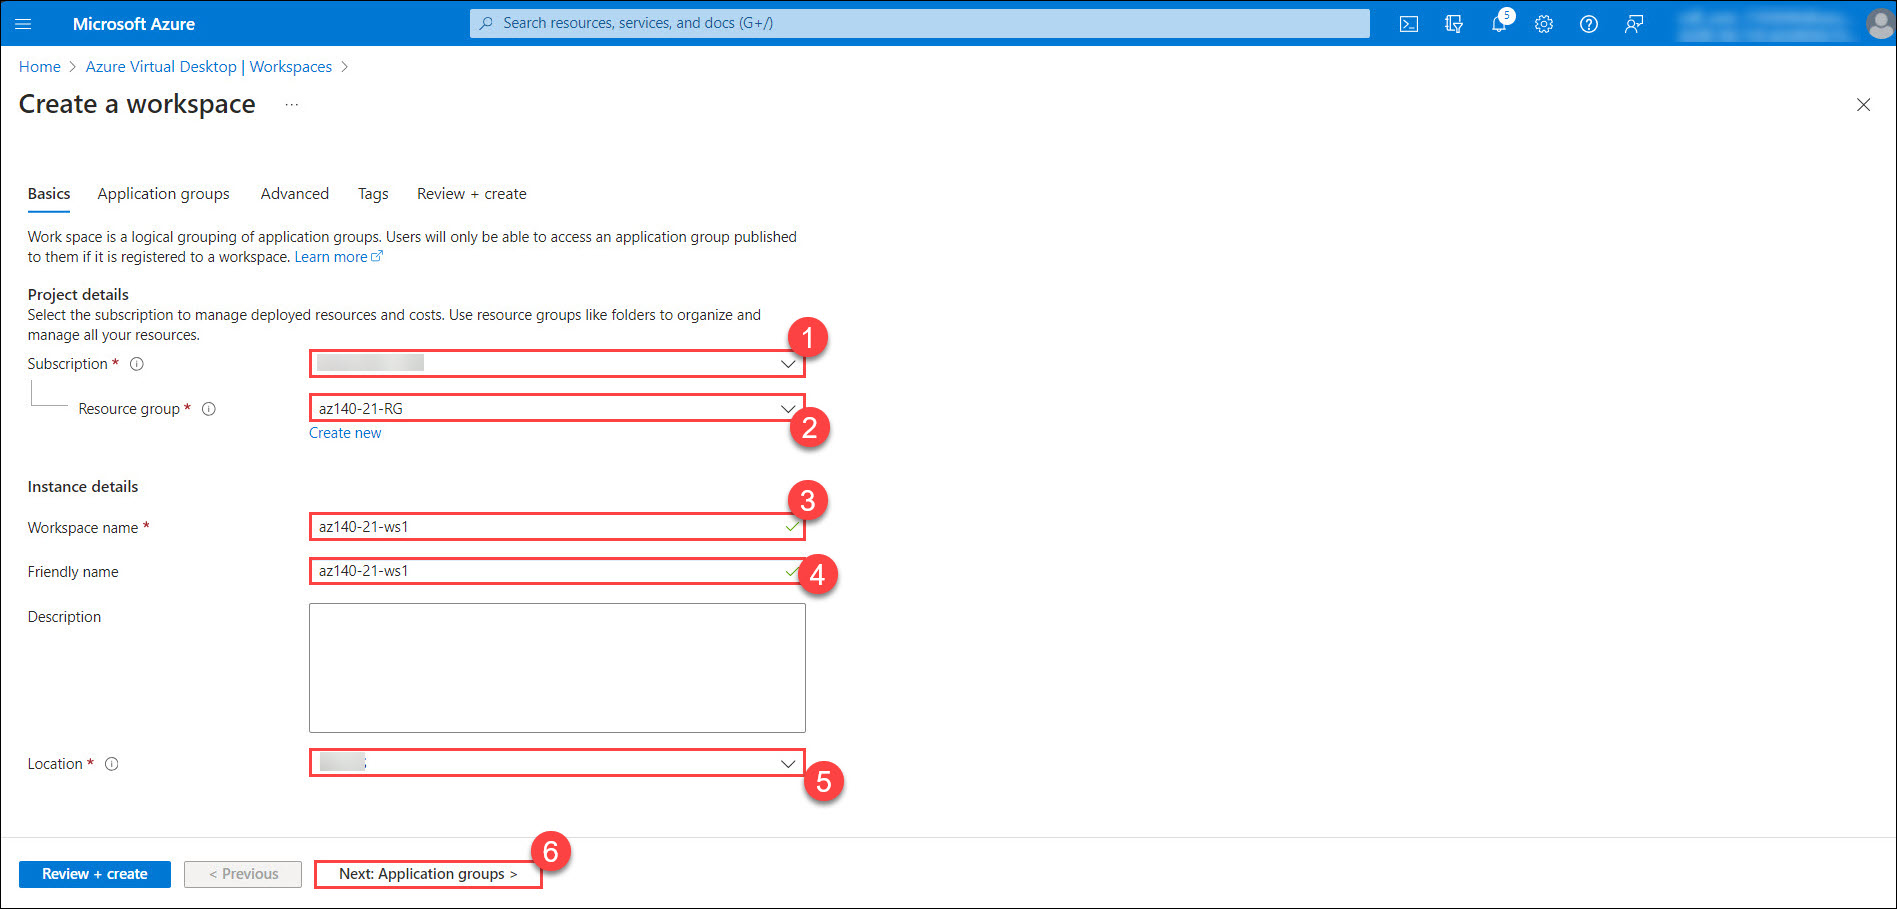 Microsoft Azure
Search resources, services, and docs (G+/)
5
Home > Azure Virtual Desktop | Workspaces >
Create a workspace ...
Basics Application groups Advanced Tags Review + create
Work space is a logical grouping of application groups. Users will only be able to access an application group published
to them if it is registered to a workspace. Learn more
Project details
Select the subscription to manage deployed resources and costs. Use resource groups like folders to organize and
manage all your resources.
1
Subscription *
Resource group * az140-21-RG
2
Create new
Instance details
3
Workspace name * az140-21-ws1
Friendly name az140-21-ws1
4
Description
Location *
5
6
Review + create < Previous Next: Application groups >